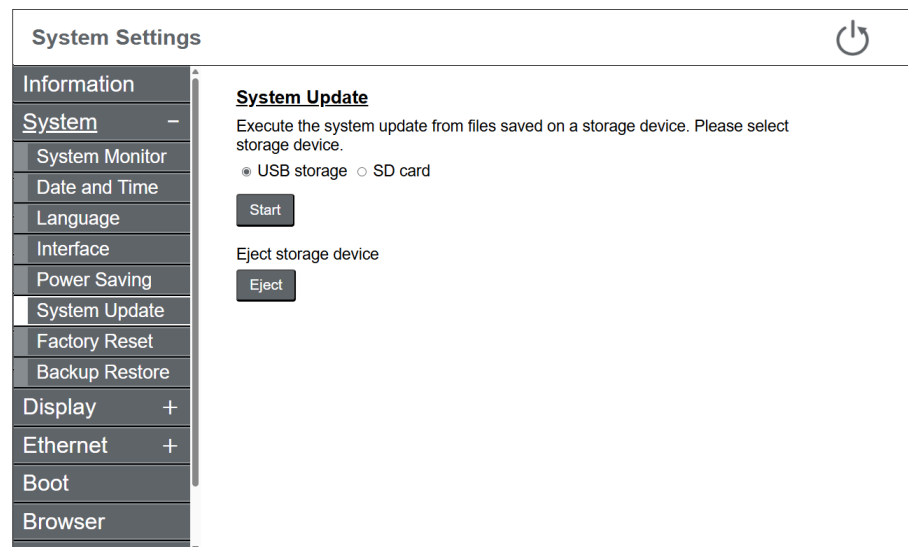 System Settings
Information
System −
System Monitor
Date and Time
Language
Interface
Power Saving
System Update
Factory Reset
Backup Restore
Display +
Ethernet +
Boot
Browser
System Update
Execute the system update from files saved on a storage device. Please select
storage device.
USB storage SD card
Start
Eject storage device
Eject